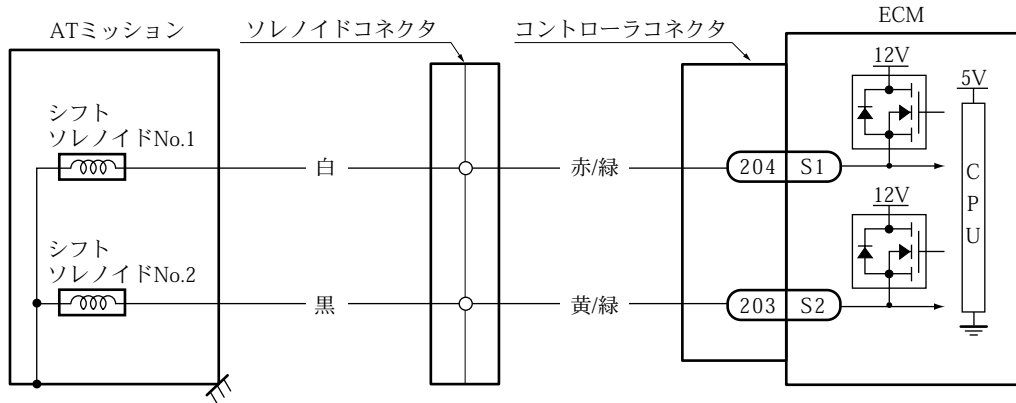 ATミッション
ソレノイドコネクタ
コントローラコネクタ
ECM
12V
5V
シフト
ソレノイドNo.1
白
赤/緑
204 S1
CPU
12V
シフト
ソレノイドNo.2
黒
黄/緑
203 S2